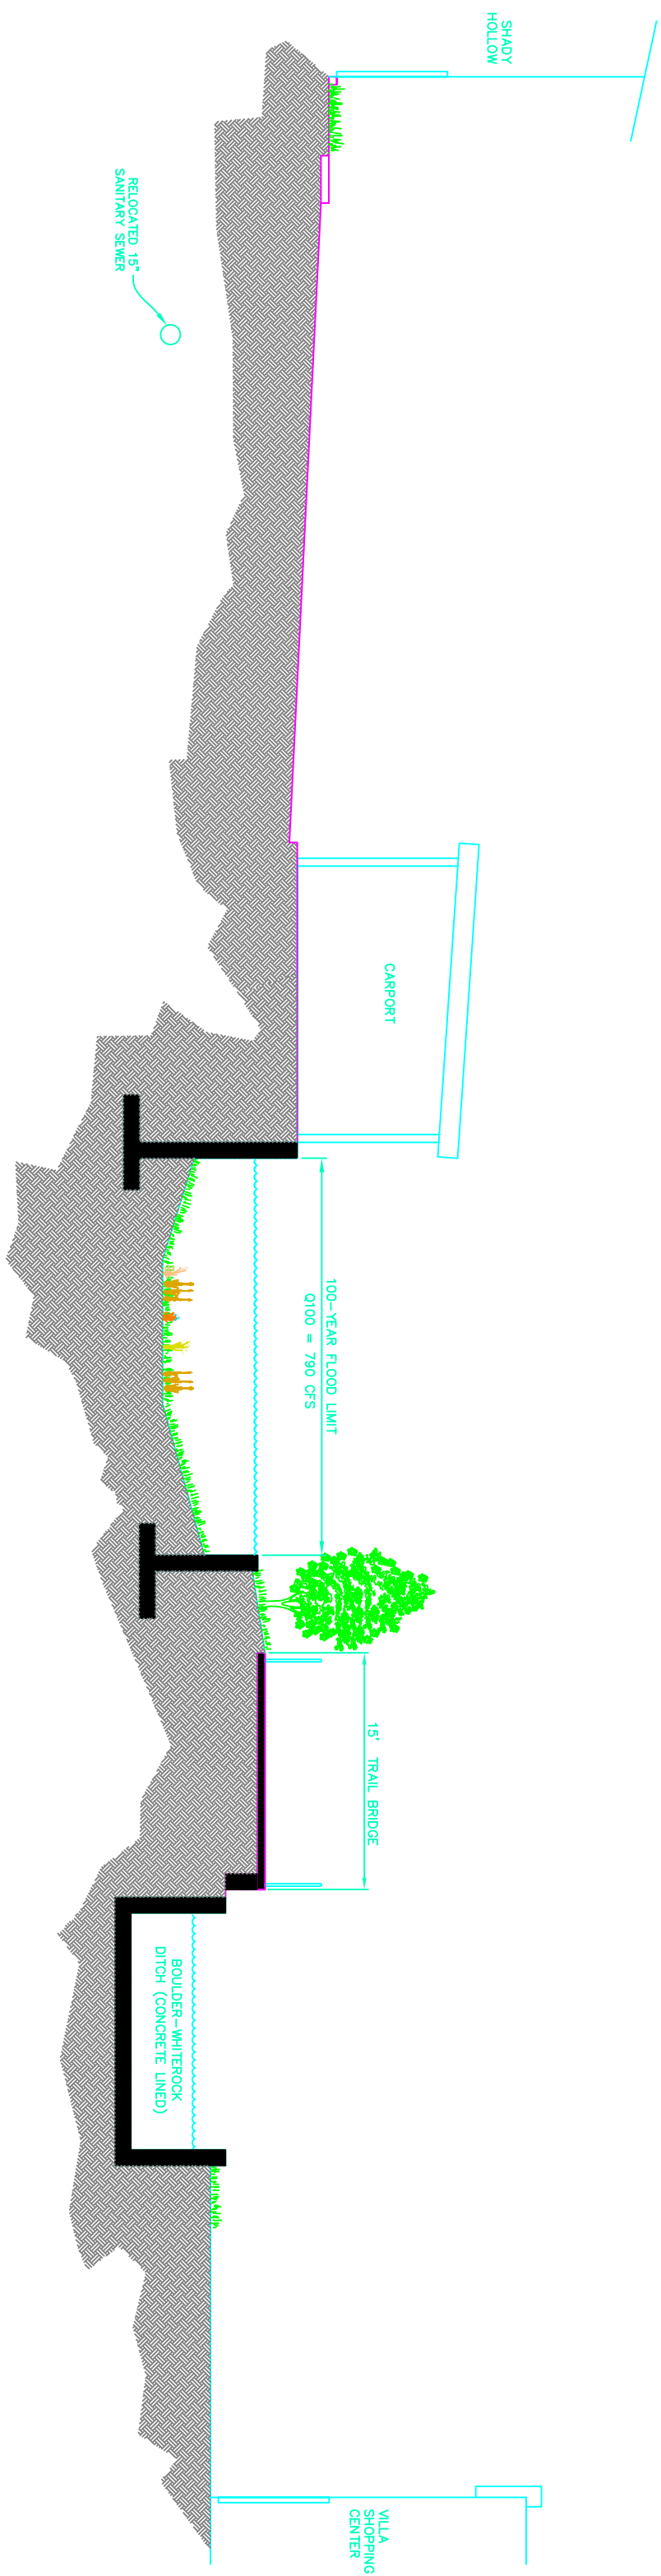 SHADY
HOLLOW
RELOCATED 15"
SANITARY SEWER
CARPORT
100-YEAR FLOOD LIMIT
Q100 = 790 CFS
15' TRAIL BRIDGE
BOULDER-WHITEROCK
DITCH (CONCRETE LINED)
VILLA
SHOPPING
CENTER